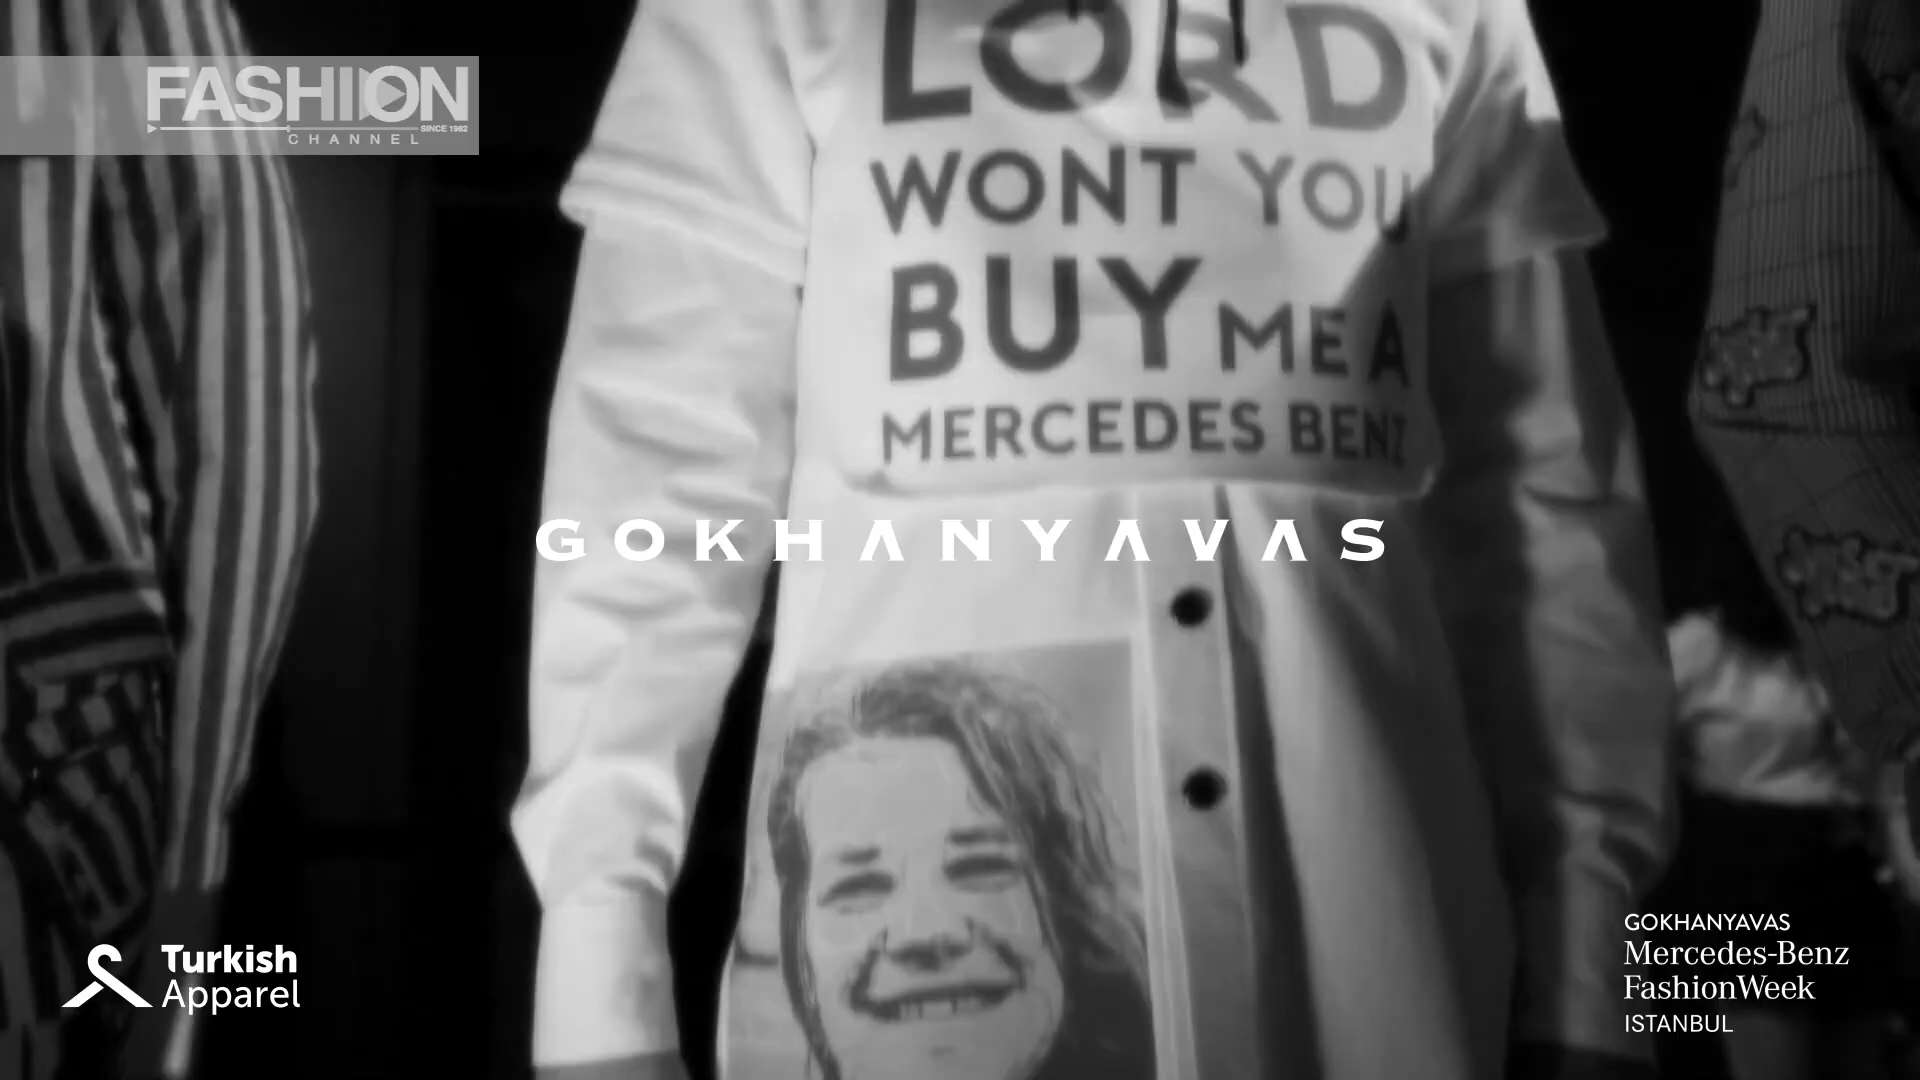 FASHION
SINCE 1982
CHANNEL
LORD
WONT YOU
BUY ME A
MERCEDES BENZ
GOKHANYAVAS
Turkish
Apparel
GOKHANYAVAS
Mercedes-Benz
FashionWeek
ISTANBUL